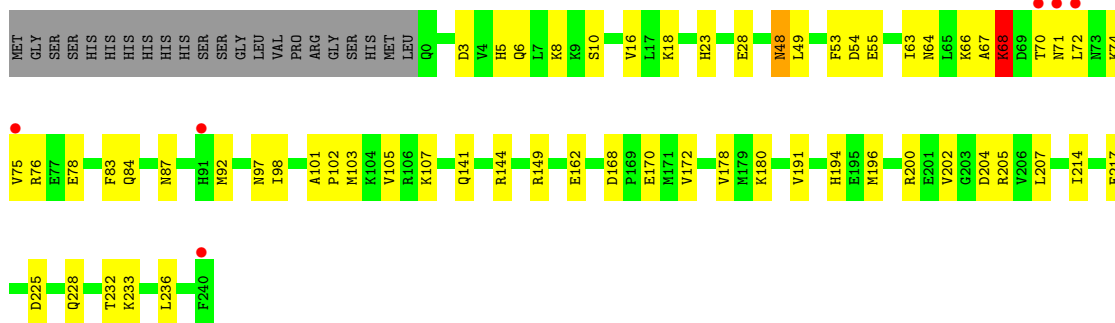 MET GLY SER SER HIS HIS HIS HIS HIS HIS SER SER GLY LEU VAL PRO ARG GLY SER HIS MET LEU Q0 D3 V4 H5 Q6 L7 K8 K9 S10 V16 L17 K18 H23 E28 N48 L49 F53 D54 E55 I63 N64 L65 K66 A67 K68 D69 T70 N71 L72 N73 K74
V75 R76 E77 E78 F83 Q84 N87 H91 M92 N97 I98 A101 P102 M103 K104 V105 R106 K107 Q141 R144 R149 E162 D168 P169 E170 M171 V172 V178 M179 K180 V191 H194 E195 M196 R200 E201 V202 G203 D204 R205 V206 L207 I214
D225 Q228 T232 K233 L236 F240